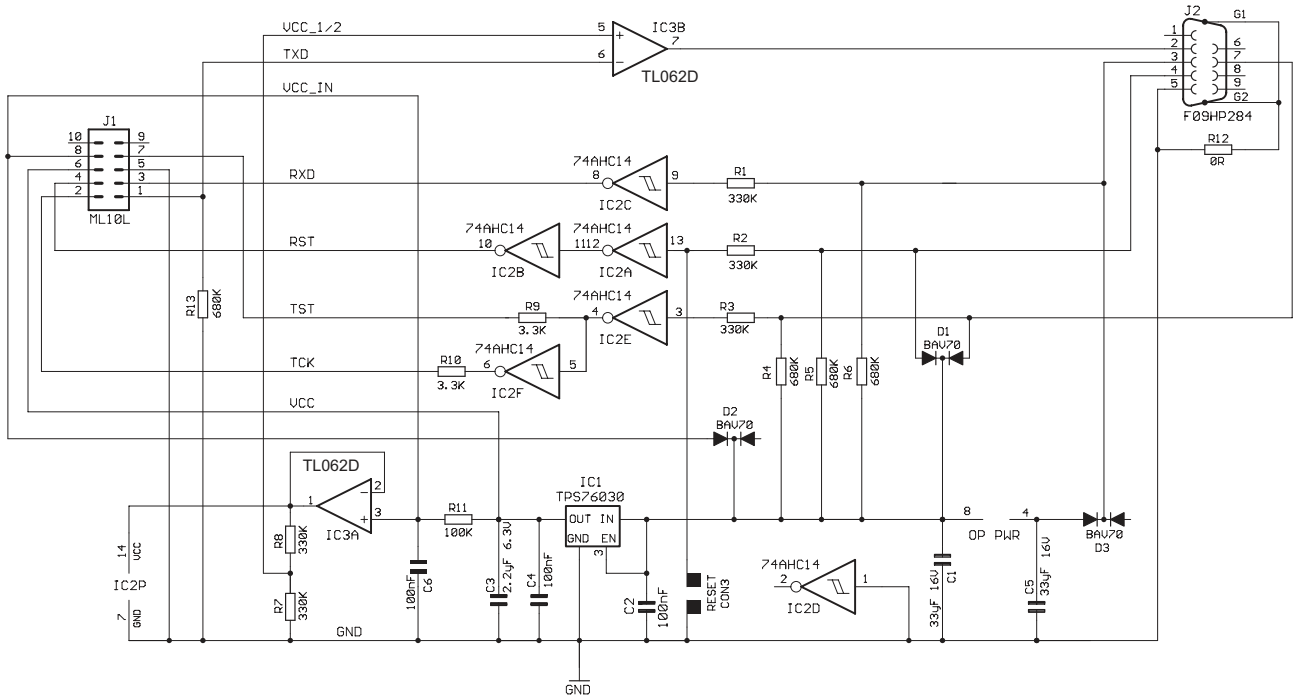 VCC_1/2
5
IC3B
7
+
TXD
6
−
TL062D
VCC_IN
J2
G1
1
2
6
3
7
4
8
5
9
G2
F09HP284
R12
0R
J1
10
9
8
7
6
5
4
3
2
1
ML10L
RXD
74AHC14
8
9
IC2C
R1
330K
RST
74AHC14
10
IC2B
74AHC14
11 12
13
IC2A
R2
330K
R13
680K
TST
R9
3.3K
74AHC14
4
3
IC2E
R3
330K
TCK
R10
3.3K
74AHC14
6
5
IC2F
R4
680K
R5
680K
R6
680K
D1
BAV70
VCC
D2
BAV70
TL062D
1
−
2
+
3
IC3A
R11
100K
IC1
TPS76030
OUT IN
GND EN
3
8
4
OP PWR
BAV70
D3
14
VCC
IC2P
7
GND
R8
330K
R7
330K
100nF
C6
C3
2.2µF 6.3V
C4
100nF
C2
100nF
RESET
CON3
74AHC14
2
1
IC2D
33µF 16V
C1
C5
33µF 16V
GND
GND